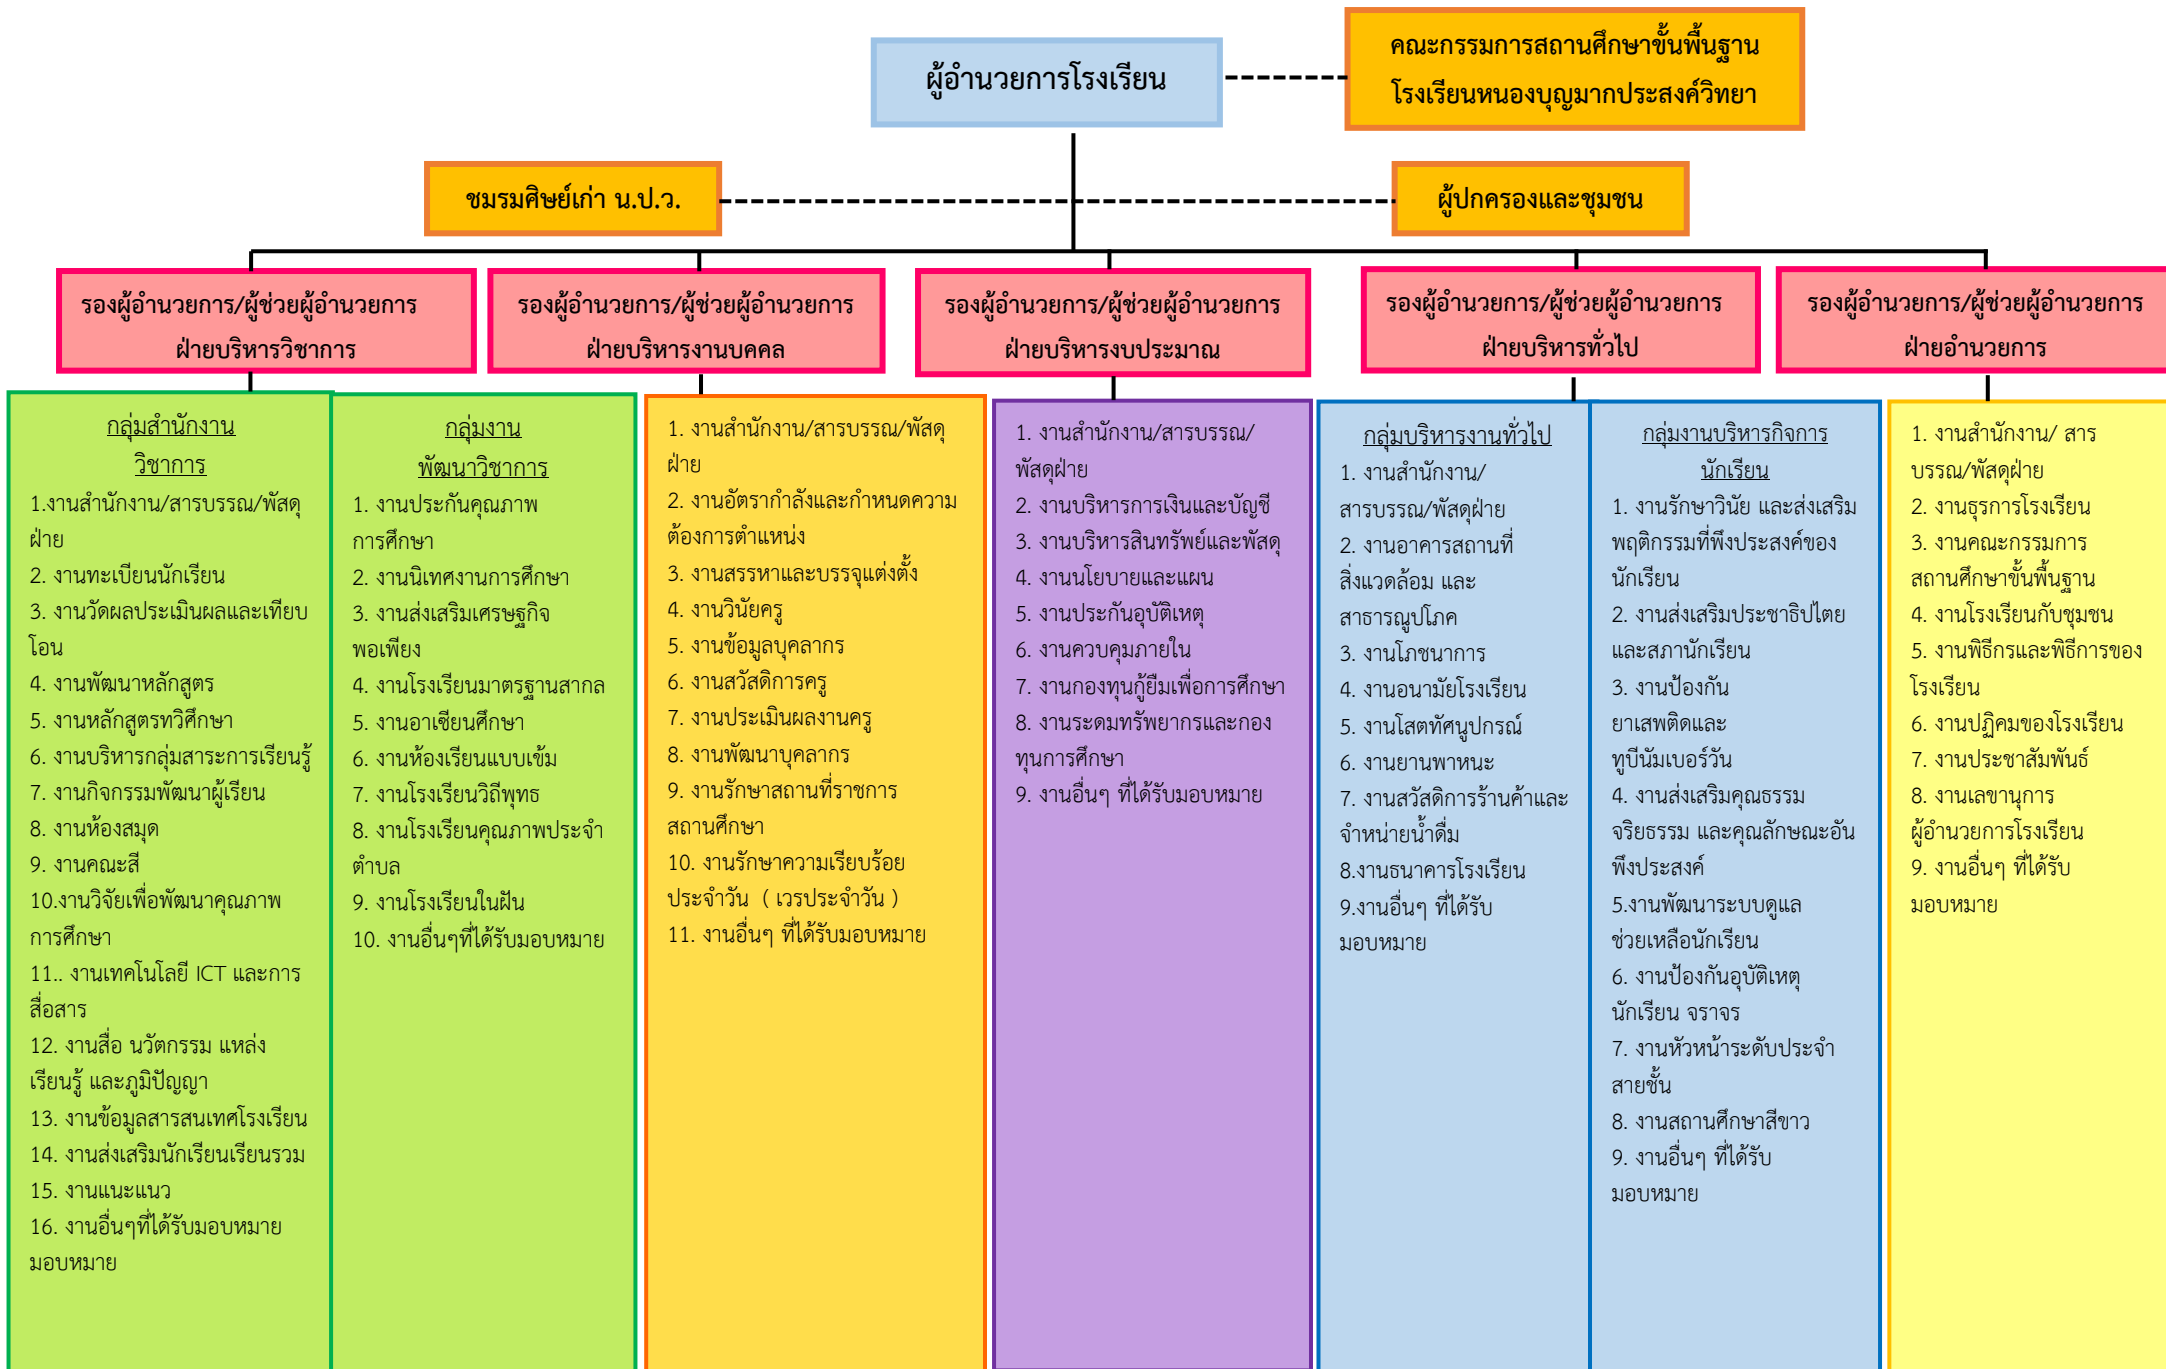 ผู้อำนวยการโรงเรียน
คณะกรรมการสถานศึกษาขั้นพื้นฐาน
โรงเรียนหนองบุญมากประสงค์วิทยา
ชมรมศิษย์เก่า น.ป.ว.
ผู้ปกครองและชุมชน
รองผู้อำนวยการ/ผู้ช่วยผู้อำนวยการ
ฝ่ายบริหารวิชาการ
รองผู้อำนวยการ/ผู้ช่วยผู้อำนวยการ
ฝ่ายบริหารงานบคคล
รองผู้อำนวยการ/ผู้ช่วยผู้อำนวยการ
ฝ่ายบริหารงบประมาณ
รองผู้อำนวยการ/ผู้ช่วยผู้อำนวยการ
ฝ่ายบริหารทั่วไป
รองผู้อำนวยการ/ผู้ช่วยผู้อำนวยการ
ฝ่ายอำนวยการ
กลุ่มสำนักงาน
วิชาการ
1.งานสำนักงาน/สารบรรณ/พัสดุ
ฝ่าย
2. งานทะเบียนนักเรียน
3. งานวัดผลประเมินผลและเทียบ
โอน
4. งานพัฒนาหลักสูตร
5. งานหลักสูตรทวิศึกษา
6. งานบริหารกลุ่มสาระการเรียนรู้
7. งานกิจกรรมพัฒนาผู้เรียน
8. งานห้องสมุด
9. งานคณะสี
10.งานวิจัยเพื่อพัฒนาคุณภาพ
การศึกษา
11.. งานเทคโนโลยี ICT และการ
สื่อสาร
12. งานสื่อ นวัตกรรม แหล่ง
เรียนรู้ และภูมิปัญญา
13. งานข้อมูลสารสนเทศโรงเรียน
14. งานส่งเสริมนักเรียนเรียนรวม
15. งานแนะแนว
16. งานอื่นๆที่ได้รับมอบหมาย
มอบหมาย
กลุ่มงาน
พัฒนาวิชาการ
1. งานประกันคุณภาพ
การศึกษา
2. งานนิเทศงานการศึกษา
3. งานส่งเสริมเศรษฐกิจ
พอเพียง
4. งานโรงเรียนมาตรฐานสากล
5. งานอาเซียนศึกษา
6. งานห้องเรียนแบบเข้ม
7. งานโรงเรียนวิถีพุทธ
8. งานโรงเรียนคุณภาพประจำ
ตำบล
9. งานโรงเรียนในฝัน
10. งานอื่นๆที่ได้รับมอบหมาย
1. งานสำนักงาน/สารบรรณ/พัสดุ
ฝ่าย
2. งานอัตรากำลังและกำหนดความ
ต้องการตำแหน่ง
3. งานสรรหาและบรรจุแต่งตั้ง
4. งานวินัยครู
5. งานข้อมูลบุคลากร
6. งานสวัสดิการครู
7. งานประเมินผลงานครู
8. งานพัฒนาบุคลากร
9. งานรักษาสถานที่ราชการ
สถานศึกษา
10. งานรักษาความเรียบร้อย
ประจำวัน ( เวรประจำวัน )
11. งานอื่นๆ ที่ได้รับมอบหมาย
1. งานสำนักงาน/สารบรรณ/
พัสดุฝ่าย
2. งานบริหารการเงินและบัญชี
3. งานบริหารสินทรัพย์และพัสดุ
4. งานนโยบายและแผน
5. งานประกันอุบัติเหตุ
6. งานควบคุมภายใน
7. งานกองทุนกู้ยืมเพื่อการศึกษา
8. งานระดมทรัพยากรและกอง
ทุนการศึกษา
9. งานอื่นๆ ที่ได้รับมอบหมาย
กลุ่มบริหารงานทั่วไป
1. งานสำนักงาน/
สารบรรณ/พัสดุฝ่าย
2. งานอาคารสถานที่
สิ่งแวดล้อม และ
สาธารณูปโภค
3. งานโภชนาการ
4. งานอนามัยโรงเรียน
5. งานโสตทัศนูปกรณ์
6. งานยานพาหนะ
7. งานสวัสดิการร้านค้าและ
จำหน่ายน้ำดื่ม
8.งานธนาคารโรงเรียน
9.งานอื่นๆ ที่ได้รับ
มอบหมาย
กลุ่มงานบริหารกิจการ
นักเรียน
1. งานรักษาวินัย และส่งเสริม
พฤติกรรมที่พึงประสงค์ของ
นักเรียน
2. งานส่งเสริมประชาธิปไตย
และสภานักเรียน
3. งานป้องกัน
ยาเสพติดและ
ทูบีนัมเบอร์วัน
4. งานส่งเสริมคุณธรรม
จริยธรรม และคุณลักษณะอัน
พึงประสงค์
5.งานพัฒนาระบบดูแล
ช่วยเหลือนักเรียน
6. งานป้องกันอุบัติเหตุ
นักเรียน จราจร
7. งานหัวหน้าระดับประจำ
สายชั้น
8. งานสถานศึกษาสีขาว
9. งานอื่นๆ ที่ได้รับ
มอบหมาย
1. งานสำนักงาน/ สาร
บรรณ/พัสดุฝ่าย
2. งานธุรการโรงเรียน
3. งานคณะกรรมการ
สถานศึกษาขั้นพื้นฐาน
4. งานโรงเรียนกับชุมชน
5. งานพิธีกรและพิธีการของ
โรงเรียน
6. งานปฏิคมของโรงเรียน
7. งานประชาสัมพันธ์
8. งานเลขานุการ
ผู้อำนวยการโรงเรียน
9. งานอื่นๆ ที่ได้รับ
มอบหมาย